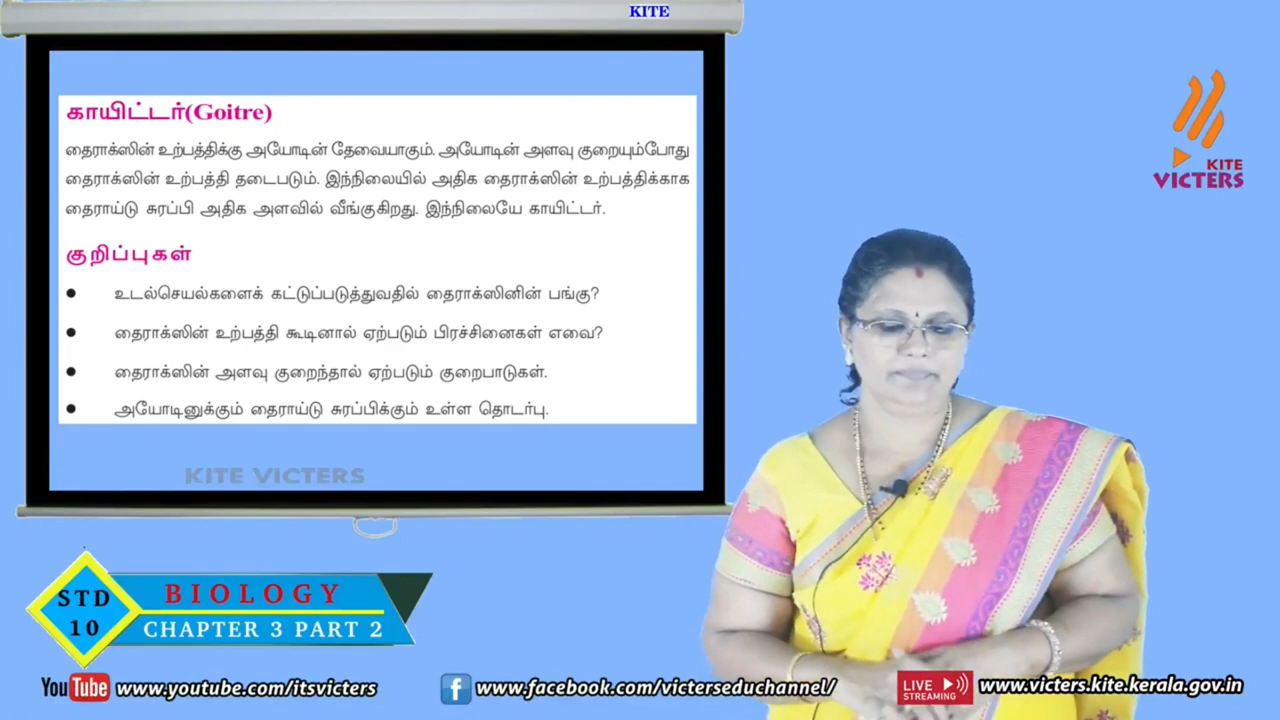 KITE
காயிட்டர்(Goitre)
தைராக்ஸின் உற்பத்திக்கு அயோடின் தேவையாகும். அயோடின் அளவு குறையும்போது
தைராக்ஸின் உற்பத்தி தடைபடும். இந்நிலையில் அதிக தைராக்ஸின் உற்பத்திக்காக
தைராய்டு சுரப்பி அதிக அளவில் வீங்குகிறது. இந்நிலையே காயிட்டர்.
குறிப்புகள்
● உடல்செயல்களைக் கட்டுப்படுத்துவதில் தைராக்ஸினின் பங்கு?
● தைராக்ஸின் உற்பத்தி கூடினால் ஏற்படும் பிரச்சினைகள் எவை?
● தைராக்ஸின் அளவு குறைந்தால் ஏற்படும் குறைபாடுகள்.
● அயோடினுக்கும் தைராய்டு சுரப்பிக்கும் உள்ள தொடர்பு.
KITE VICTERS
KITE
VICTERS
STD
10
BIOLOGY
CHAPTER 3 PART 2
YouTube www.youtube.com/itsvicters
f www.facebook.com/victerseduchannel/
LIVE
STREAMING
www.victers.kite.kerala.gov.in